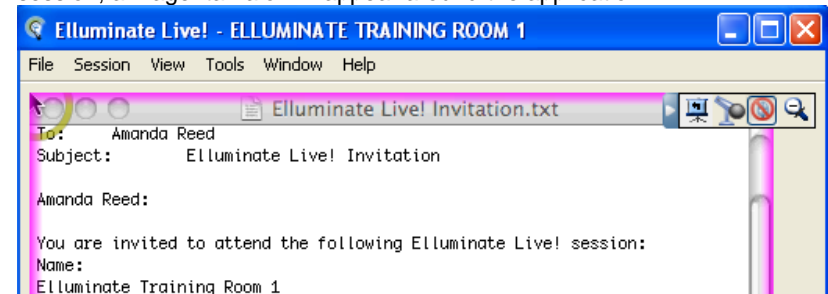 Elluminate Live! - ELLUMINATE TRAINING ROOM 1
File Session View Tools Window Help
Elluminate Live! Invitation.txt
To: Amanda Reed
Subject: Elluminate Live! Invitation
Amanda Reed:
You are invited to attend the following Elluminate Live! session:
Name:
Elluminate Training Room 1